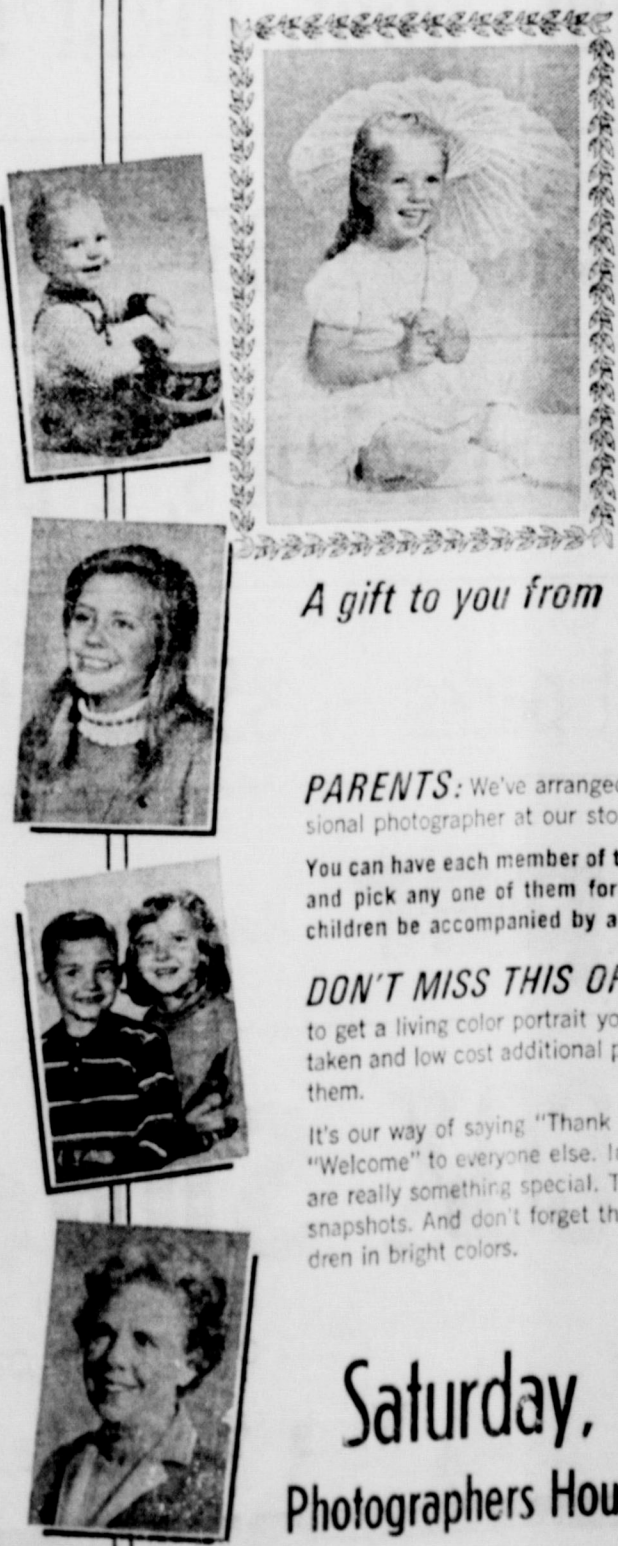 A gift to you from
PARENTS: We've arranged
sional photographer at our sto
You can have each member of t
and pick any one of them for
children be accompanied by a
DON'T MISS THIS OP
to get a living color portrait yo
taken and low cost additional p
them.
It's our way of saying "Thank
"Welcome" to everyone else. I
are really something special. T
snapshots. And don't forget th
dren in bright colors.
Saturday,
Photographers Hou